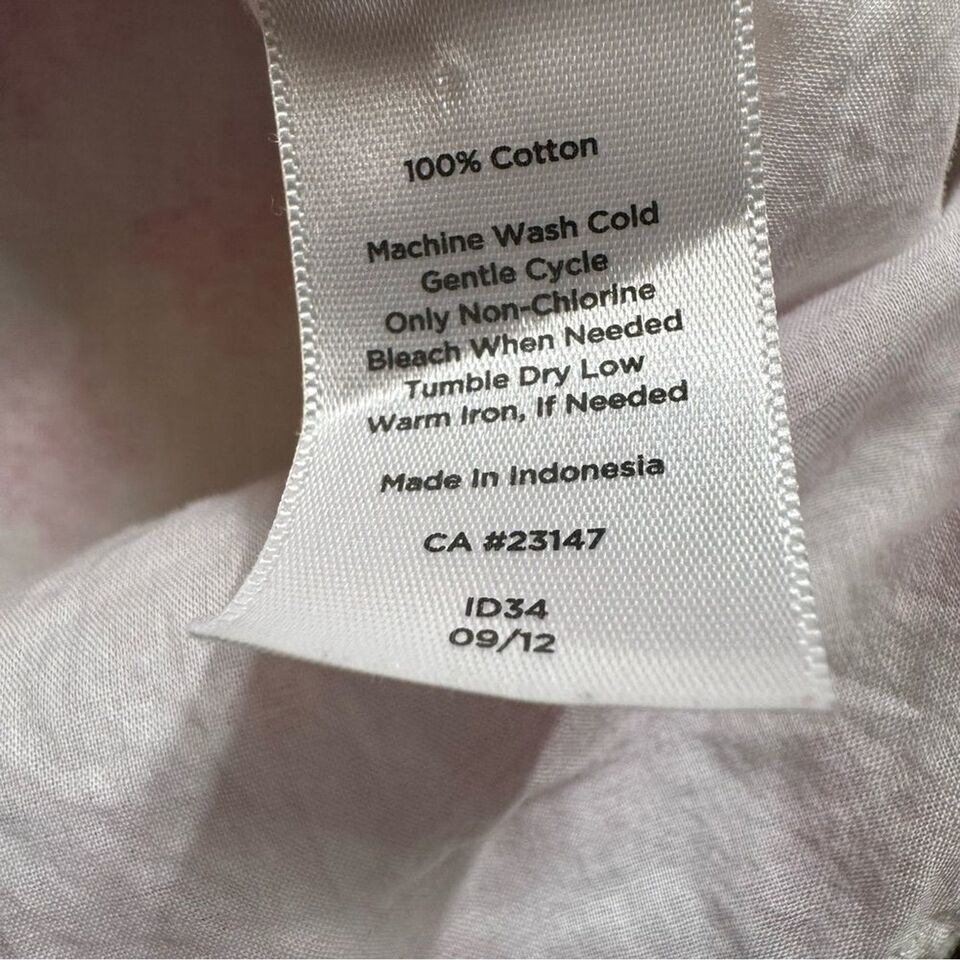 100% Cotton
Machine Wash Cold
Gentle Cycle
Only Non-Chlorine
Bleach When Needed
Tumble Dry Low
Warm Iron, If Needed
Made In Indonesia
CA #23147
ID34
09/12